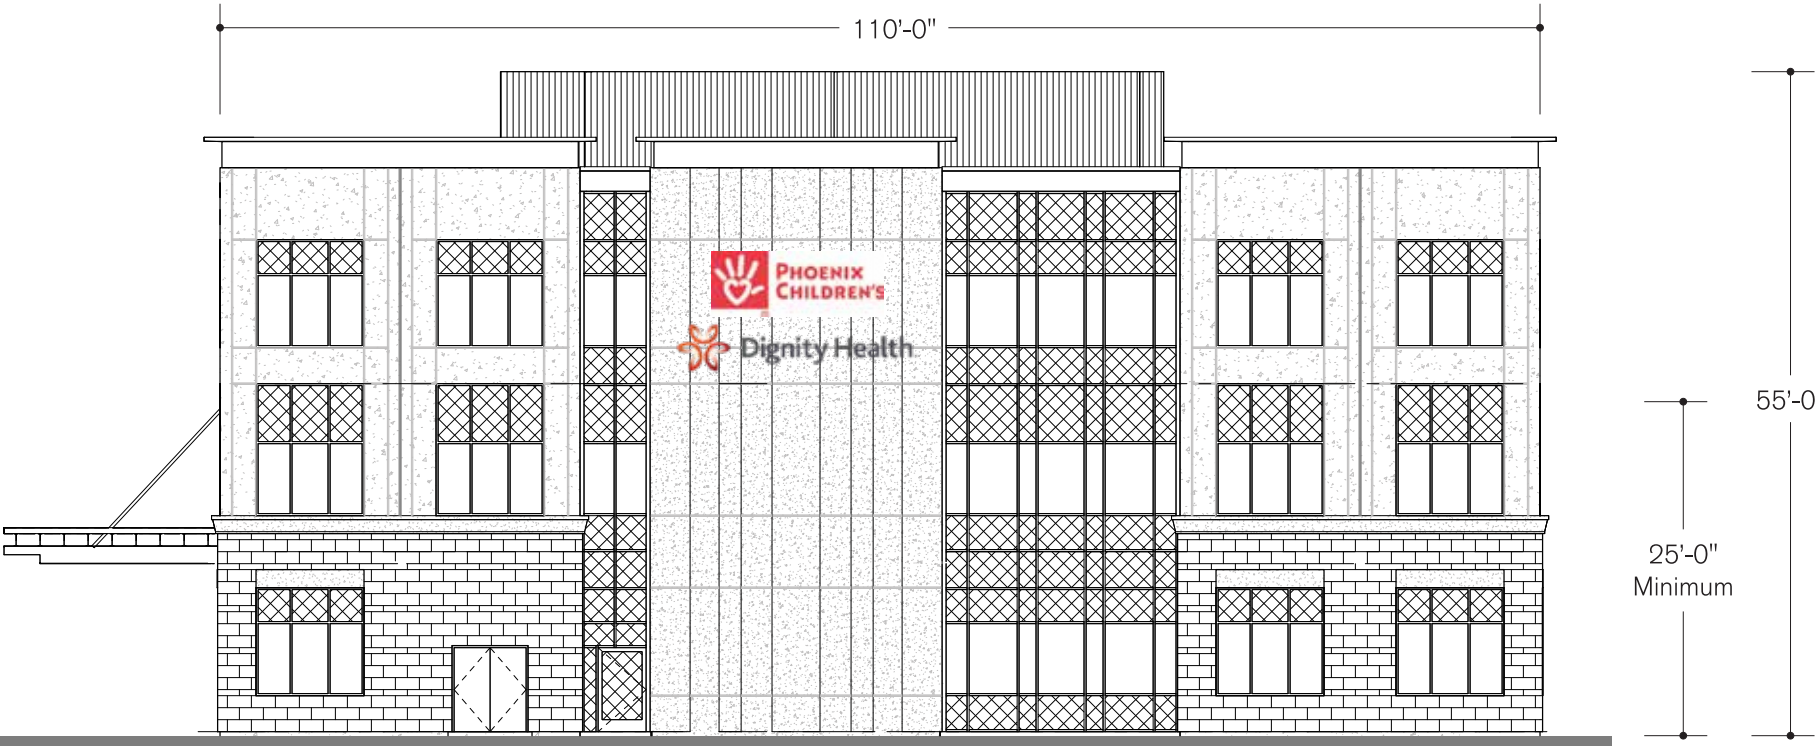 110'-0"
PHOENIX
CHILDREN'S
Dignity Health
55'-0
25'-0"
Minimum